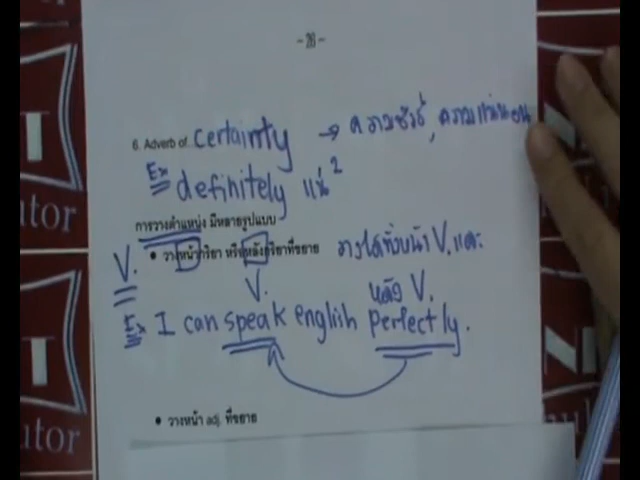 - 28 -
6. Adverb of certainty → ความชัวร์, ความแน่นอน
Ex definitely แน่2
การวางตำแหน่ง มีหลายรูปแบบ
• วางหน้ากริยา หรือหลังกริยาที่ขยาย วางได้ทั้งหน้า V. และ
V. V. หลัง V.
Ex I can speak english perfectly.
• วางหน้า adj. ที่ขยาย
utor
utor